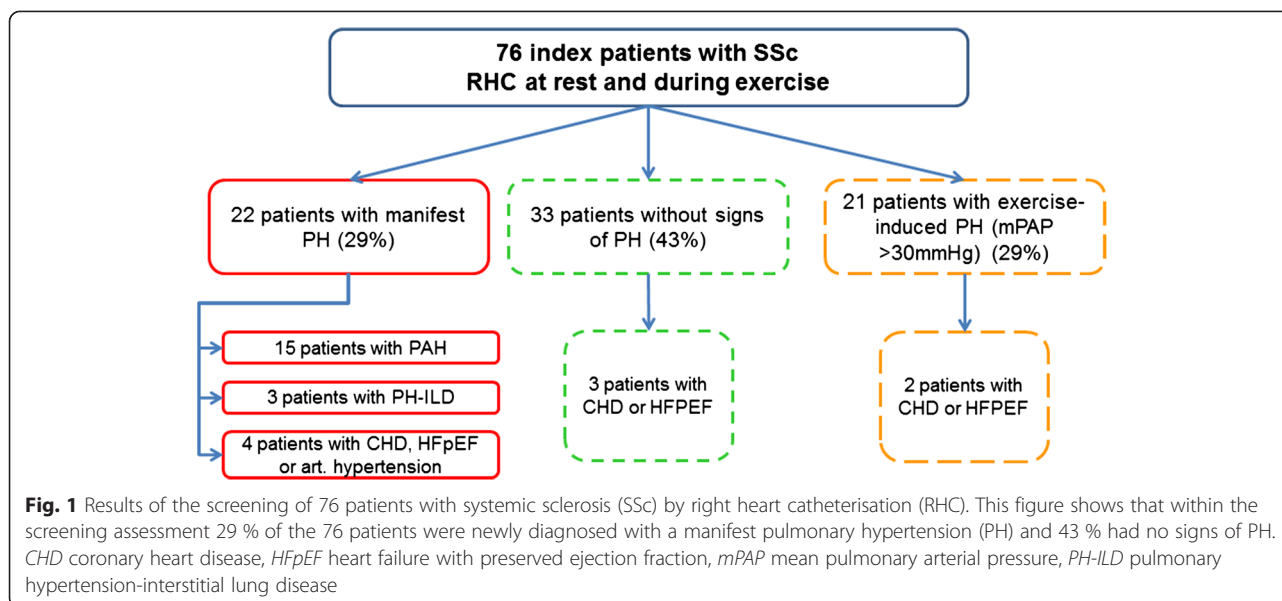 76 index patients with SSc
RHC at rest and during exercise
22 patients with manifest
PH (29%)
33 patients without signs
of PH (43%)
21 patients with exercise-
induced PH (mPAP
>30mmHg) (29%)
15 patients with PAH
3 patients with PH-ILD
4 patients with CHD, HFpEF
or art. hypertension
3 patients with
CHD or HFPEF
2 patients with
CHD or HFPEF
Fig. 1 Results of the screening of 76 patients with systemic sclerosis (SSc) by right heart catheterisation (RHC). This figure shows that within the
screening assessment 29 % of the 76 patients were newly diagnosed with a manifest pulmonary hypertension (PH) and 43 % had no signs of PH.
CHD coronary heart disease, HFpEF heart failure with preserved ejection fraction, mPAP mean pulmonary arterial pressure, PH-ILD pulmonary
hypertension-interstitial lung disease